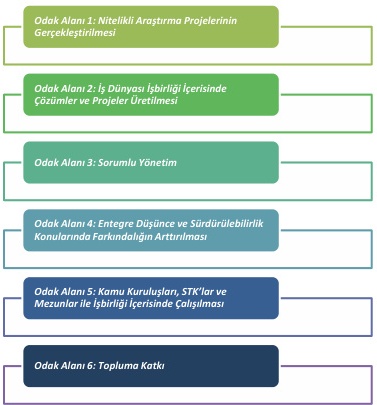 Odak Alanı 1: Nitelikli Araştırma Projelerinin
Gerçekleştirilmesi
Odak Alanı 2: İş Dünyası İşbirliği İçerisinde
Çözümler ve Projeler Üretilmesi
Odak Alanı 3: Sorumlu Yönetim
Odak Alanı 4: Entegre Düşünce ve Sürdürülebilirlik
Konularında Farkındalığın Arttırılması
Odak Alanı 5: Kamu Kuruluşları, STK'lar ve
Mezunlar ile İşbirliği İçerisinde Çalışılması
Odak Alanı 6: Topluma Katkı